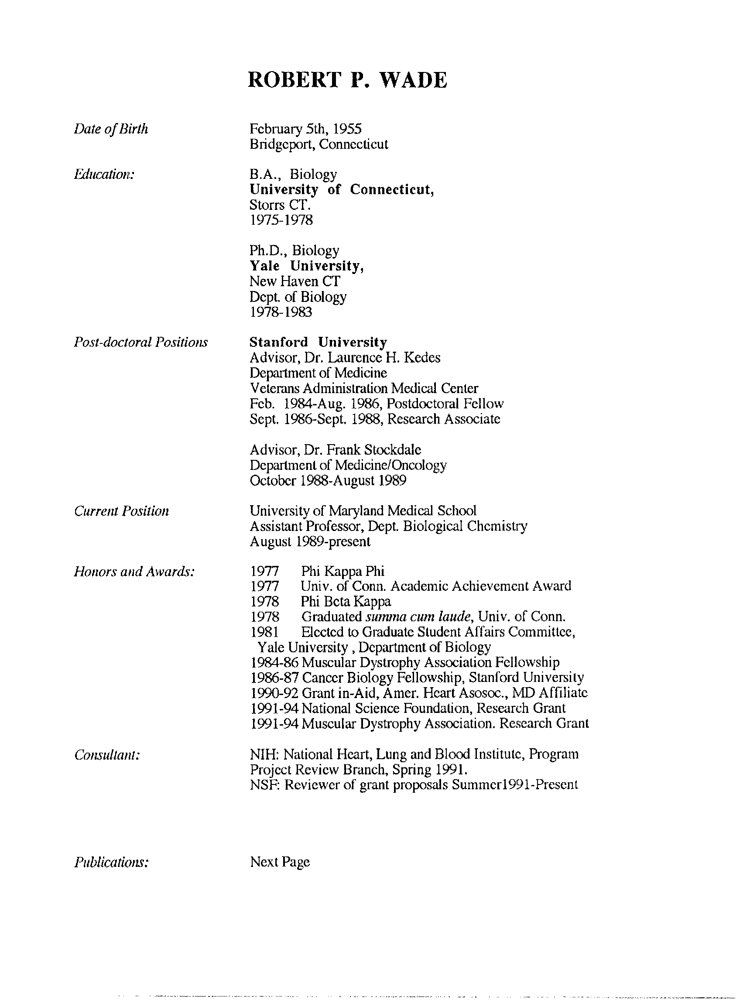 ROBERT P. WADE
Date of Birth
February 5th, 1955
Bridgeport, Connecticut
Education:
B.A., Biology
University of Connecticut,
Storrs CT.
1975-1978
Ph.D., Biology
Yale University,
New Haven CT
Dept. of Biology
1978-1983
Post-doctoral Positions
Stanford University
Advisor, Dr. Laurence H. Kedes
Department of Medicine
Veterans Administration Medical Center
Feb. 1984-Aug. 1986, Postdoctoral Fellow
Sept. 1986-Sept. 1988, Research Associate
Advisor, Dr. Frank Stockdale
Department of Medicine/Oncology
October 1988-August 1989
Current Position
University of Maryland Medical School
Assistant Professor, Dept. Biological Chemistry
August 1989-present
Honors and Awards:
1977 Phi Kappa Phi
1977 Univ. of Conn. Academic Achievement Award
1978 Phi Beta Kappa
1978 Graduated summa cum laude, Univ. of Conn.
1981 Elected to Graduate Student Affairs Committee,
Yale University , Department of Biology
1984-86 Muscular Dystrophy Association Fellowship
1986-87 Cancer Biology Fellowship, Stanford University
1990-92 Grant in-Aid, Amer. Heart Asosoc., MD Affiliate
1991-94 National Science Foundation, Research Grant
1991-94 Muscular Dystrophy Association. Research Grant
Consultant:
NIH: National Heart, Lung and Blood Institute, Program
Project Review Branch, Spring 1991.
NSF: Reviewer of grant proposals Summer1991-Present
Publications:
Next Page